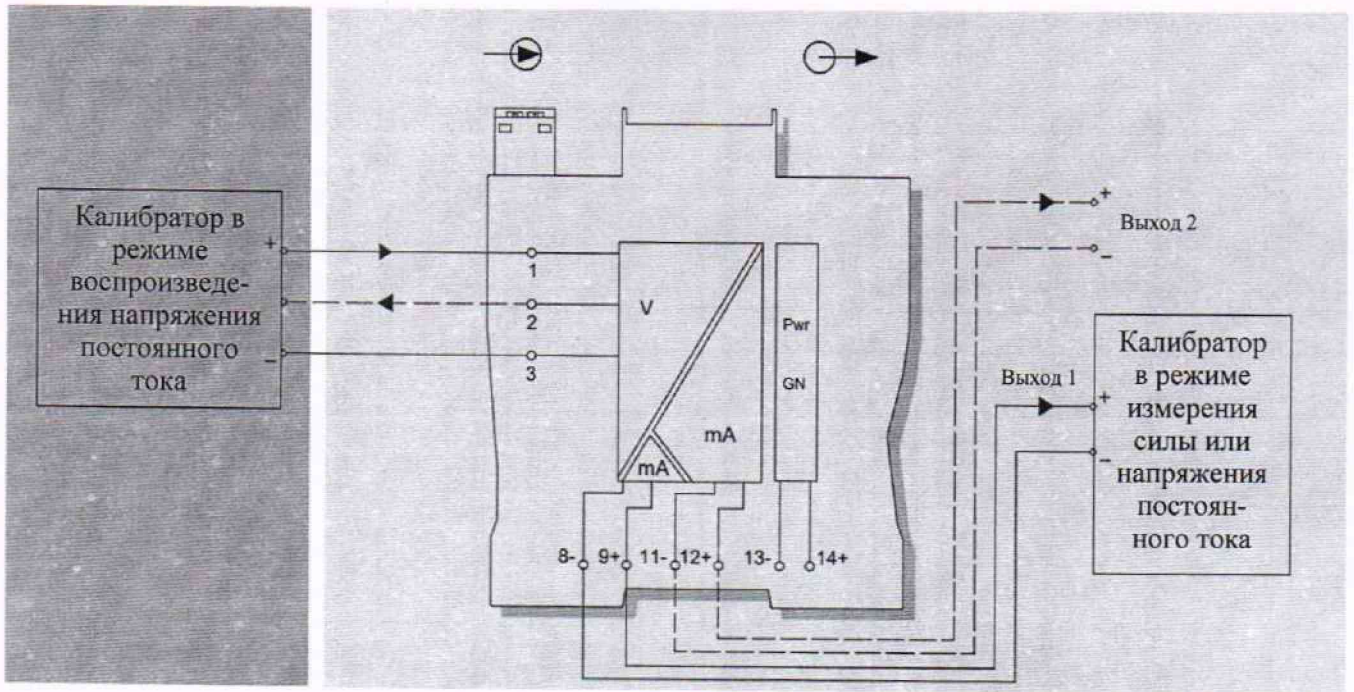 Калибратор в
режиме
воспроизведе-
ния напряжения
постоянного
тока
+
−
1
2
3
V
mA
mA
Pwr
GN
8-
9+
11-
12+
13-
14+
+
Выход 2
−
Выход 1
+
−
Калибратор
в режиме
измерения
силы или
напряжения
постоян-
ного тока